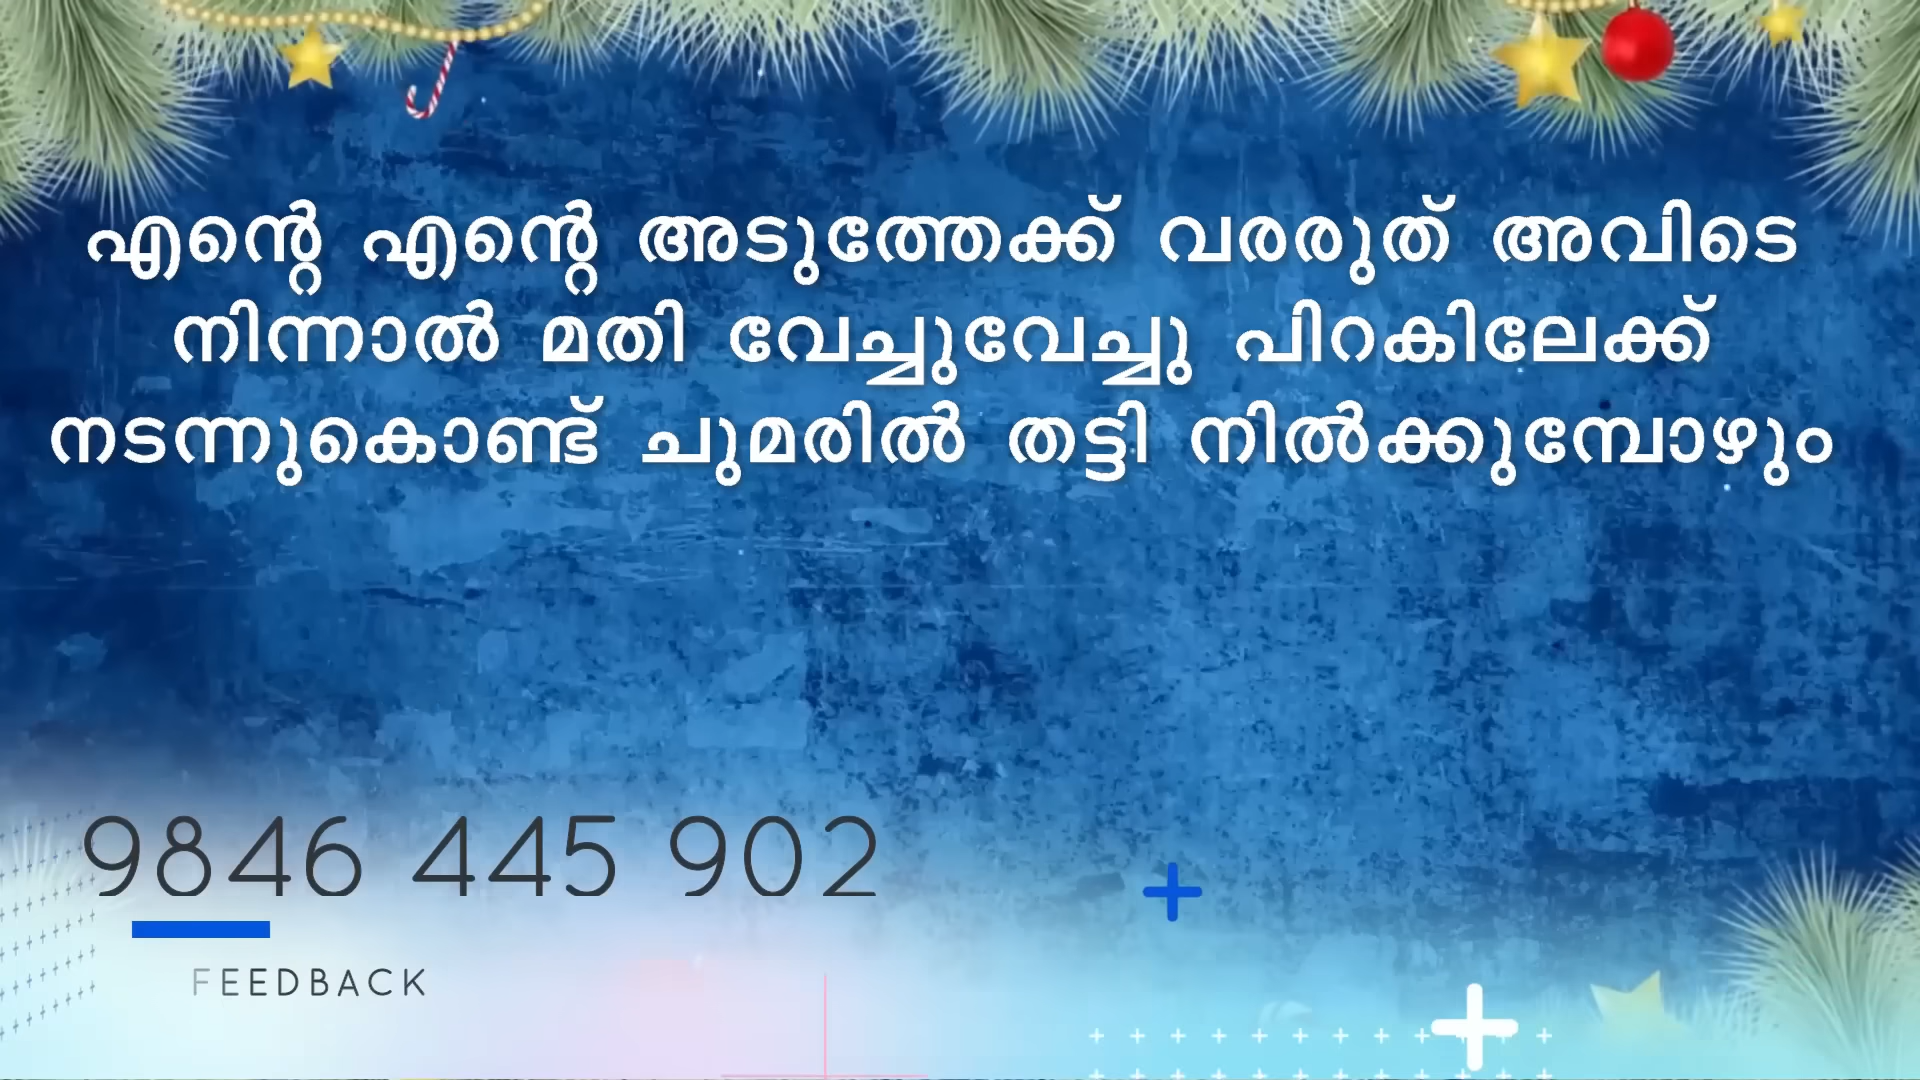 എന്റെ എന്റെ അടുത്തേക്ക് വരരുത് അവിടെ
നിന്നാൽ മതി വേച്ചുവേച്ചു പിറകിലേക്ക്
നടന്നുകൊണ്ട് ചുമരിൽ തട്ടി നിൽക്കുമ്പോഴും
9846 445 902
FEEDBACK